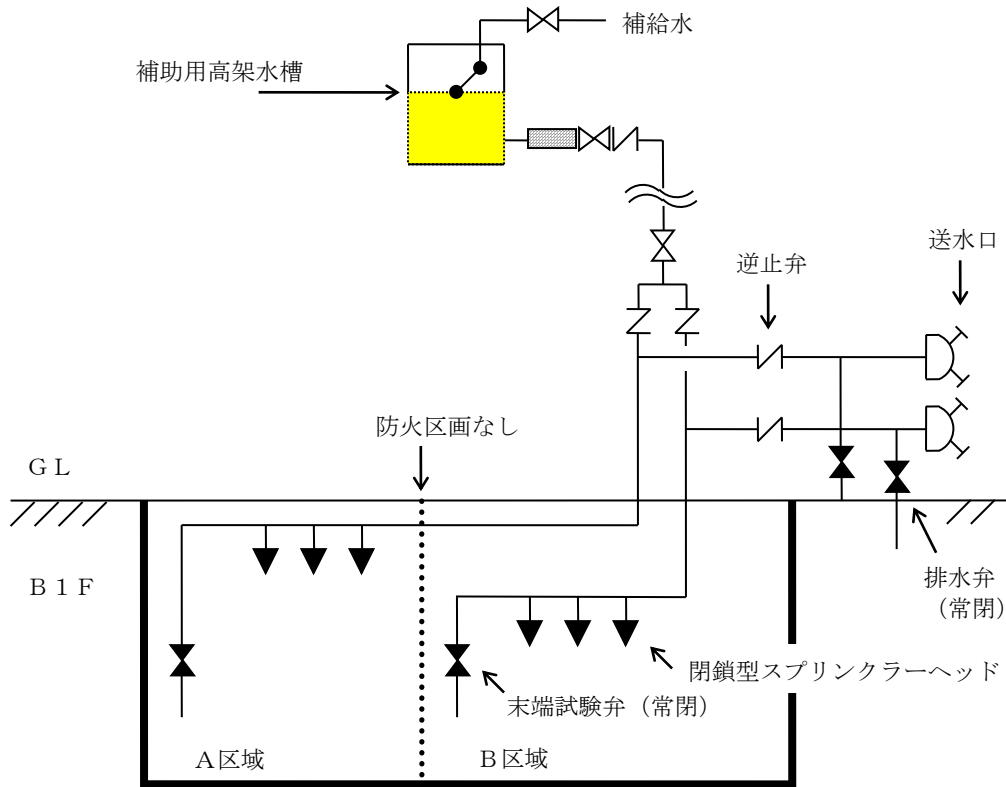 補給水
補助用高架水槽
送水口
逆止弁
防火区画なし
ＧＬ
Ｂ１Ｆ
排水弁
（常閉）
閉鎖型スプリンクラーヘッド
末端試験弁（常閉）
Ａ区域
Ｂ区域